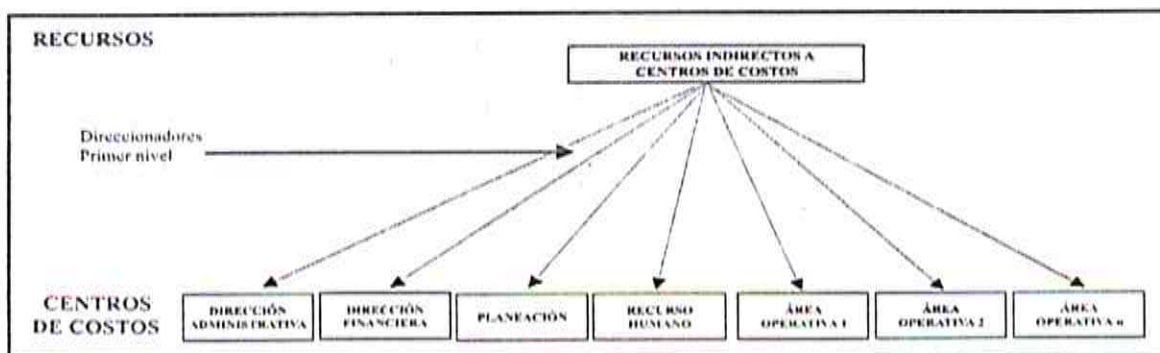 RECURSOS
RECURSOS INDIRECTOS A
CENTROS DE COSTOS
Direccionadores
Primer nivel
CENTROS
DE COSTOS
DIRECCIÓN
ADMINISTRATIVA
DIRECCIÓN
FINANCIERA
PLANEACIÓN
RECURSO
HUMANO
ÁREA
OPERATIVA 1
ÁREA
OPERATIVA 2
ÁREA
OPERATIVA n